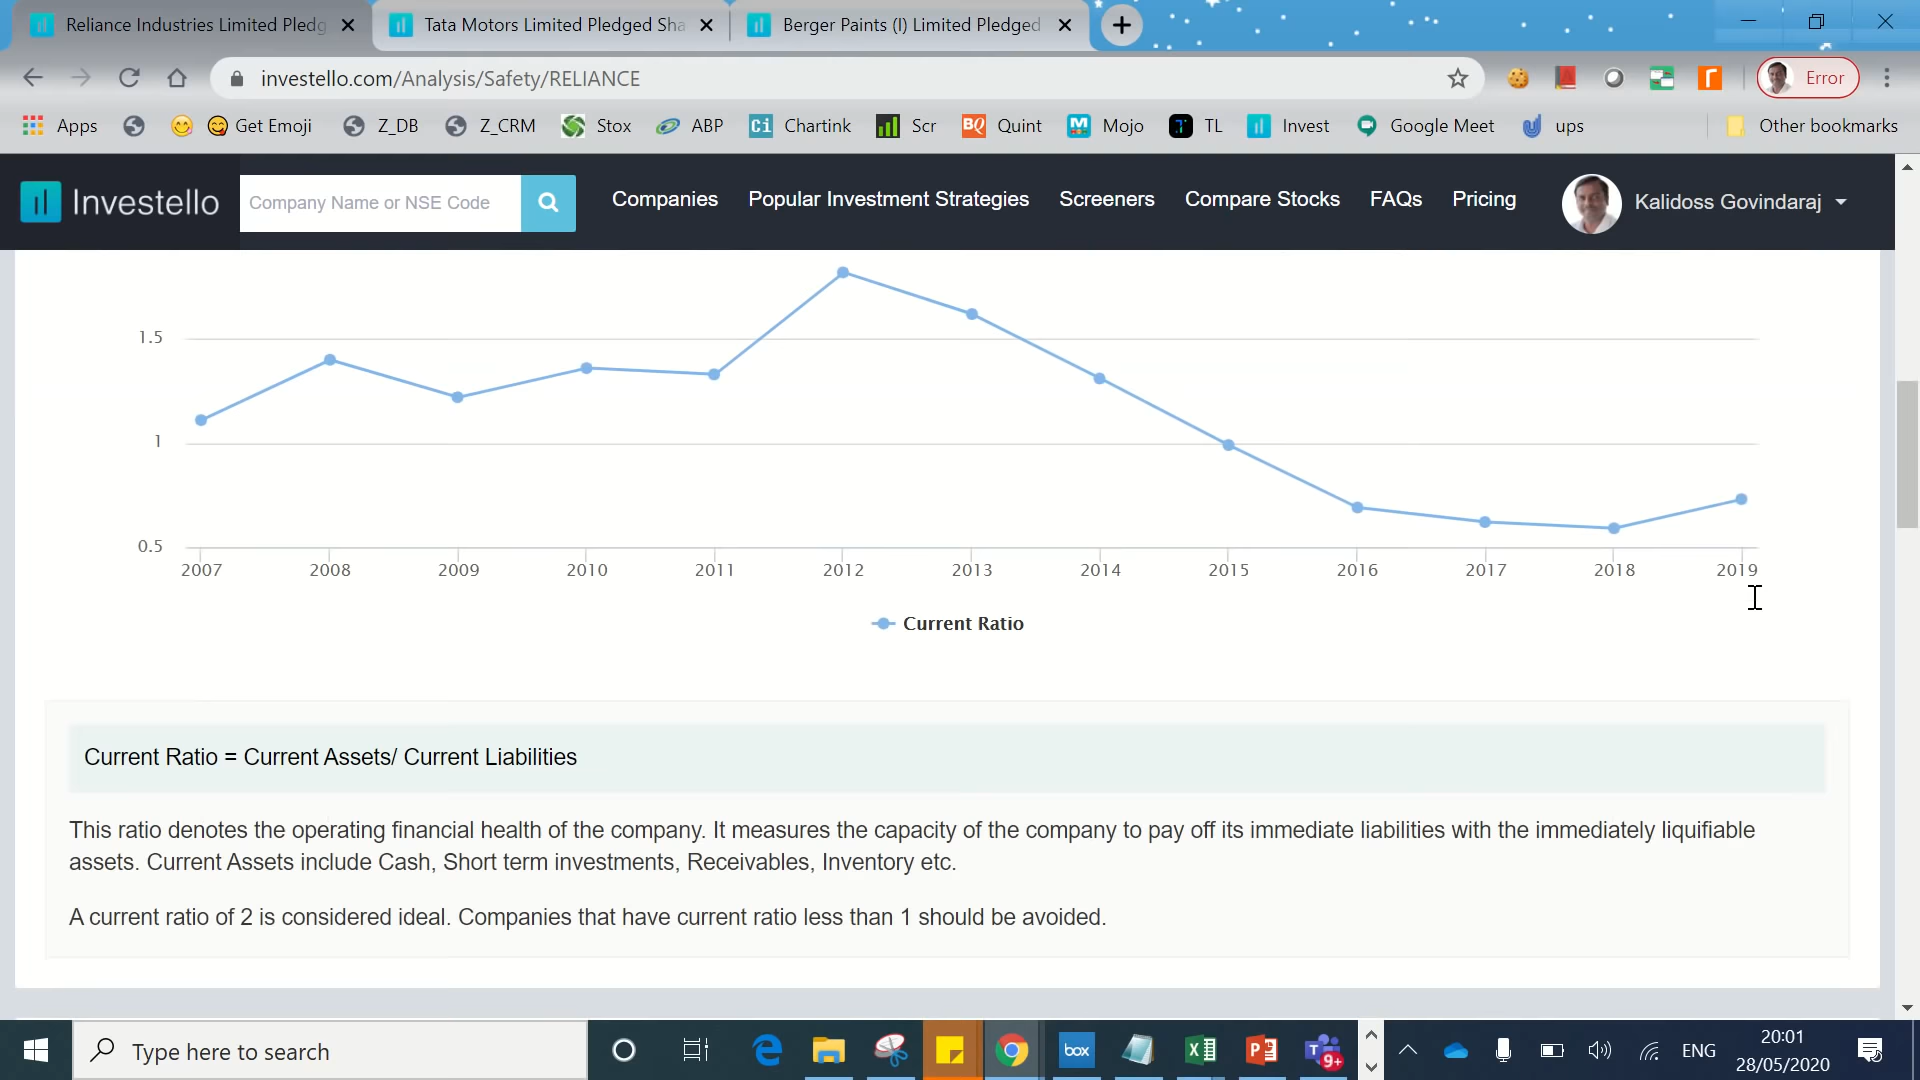 Reliance Industries Limited Pledg
Tata Motors Limited Pledged Sha
Berger Paints (I) Limited Pledged
investello.com/Analysis/Safety/RELIANCE
Error
Apps
Get Emoji
Z_DB
Z_CRM
Stox
ABP
Ci Chartink
Scr
BQ Quint
M Mojo
TL
Invest
Google Meet
ups
Other bookmarks
Investello
Company Name or NSE Code
Companies
Popular Investment Strategies
Screeners
Compare Stocks
FAQs
Pricing
Kalidoss Govindaraj
1.5
1
0.5
2007 2008 2009 2010 2011 2012 2013 2014 2015 2016 2017 2018 2019
Current Ratio
Current Ratio = Current Assets/ Current Liabilities
This ratio denotes the operating financial health of the company. It measures the capacity of the company to pay off its immediate liabilities with the immediately liquifiable
assets. Current Assets include Cash, Short term investments, Receivables, Inventory etc.
A current ratio of 2 is considered ideal. Companies that have current ratio less than 1 should be avoided.
Type here to search
box
9+
ENG
20:01
28/05/2020